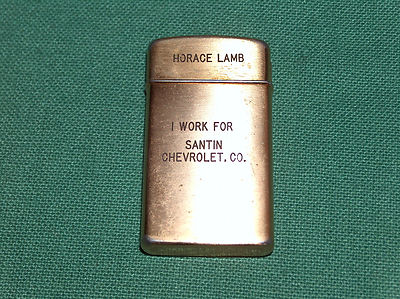 HORACE LAMB
I WORK FOR
SANTIN
CHEVROLET. CO.